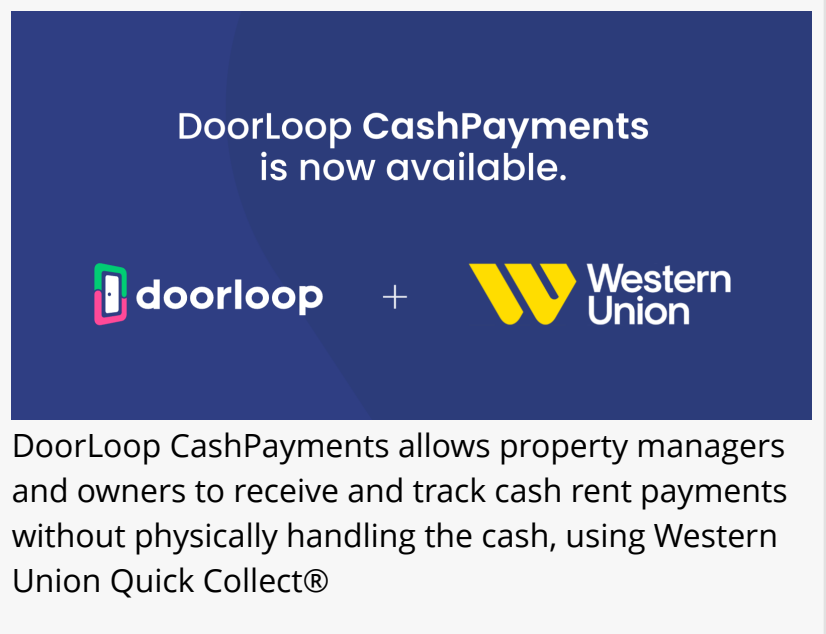 DoorLoop CashPayments
is now available.
doorloop
+
Western
Union
DoorLoop CashPayments allows property managers
and owners to receive and track cash rent payments
without physically handling the cash, using Western
Union Quick Collect®